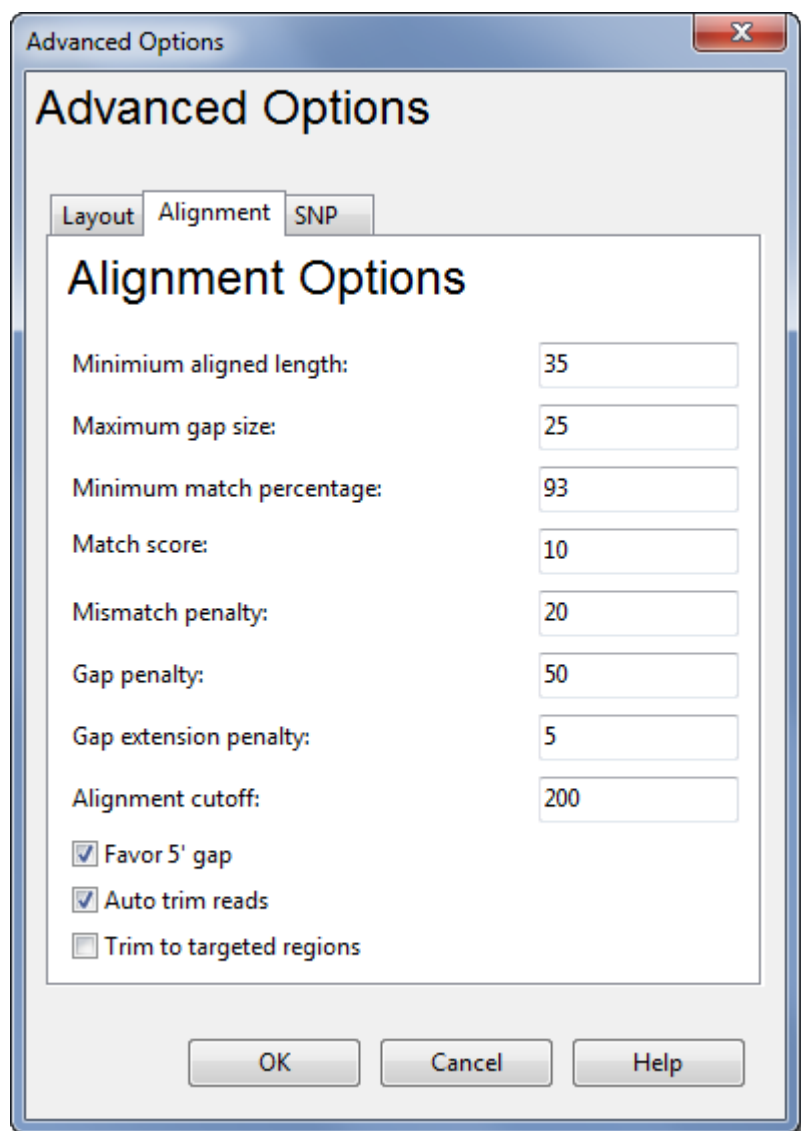 Advanced Options
Advanced Options
Layout Alignment SNP
Alignment Options
Minimium aligned length: 35
Maximum gap size: 25
Minimum match percentage: 93
Match score: 10
Mismatch penalty: 20
Gap penalty: 50
Gap extension penalty: 5
Alignment cutoff: 200
Favor 5' gap
Auto trim reads
Trim to targeted regions
OK Cancel Help